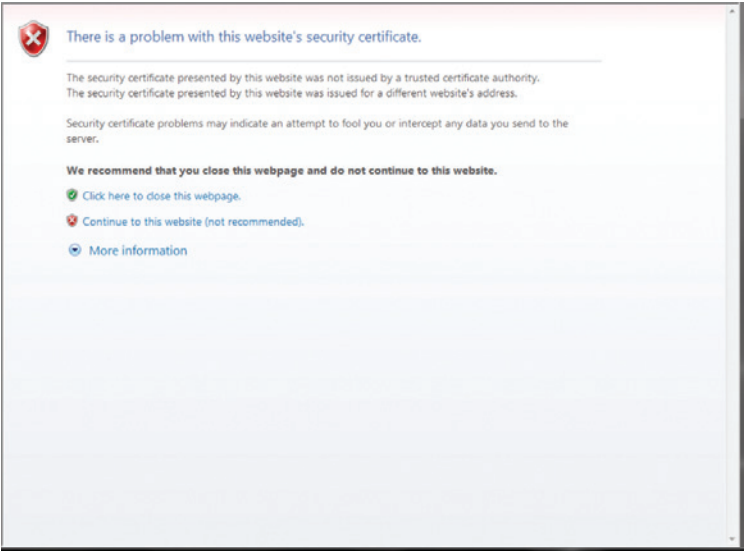 There is a problem with this website's security certificate.
The security certificate presented by this website was not issued by a trusted certificate authority.
The security certificate presented by this website was issued for a different website's address.
Security certificate problems may indicate an attempt to fool you or intercept any data you send to the
server.
We recommend that you close this webpage and do not continue to this website.
Click here to close this webpage.
Continue to this website (not recommended).
More information